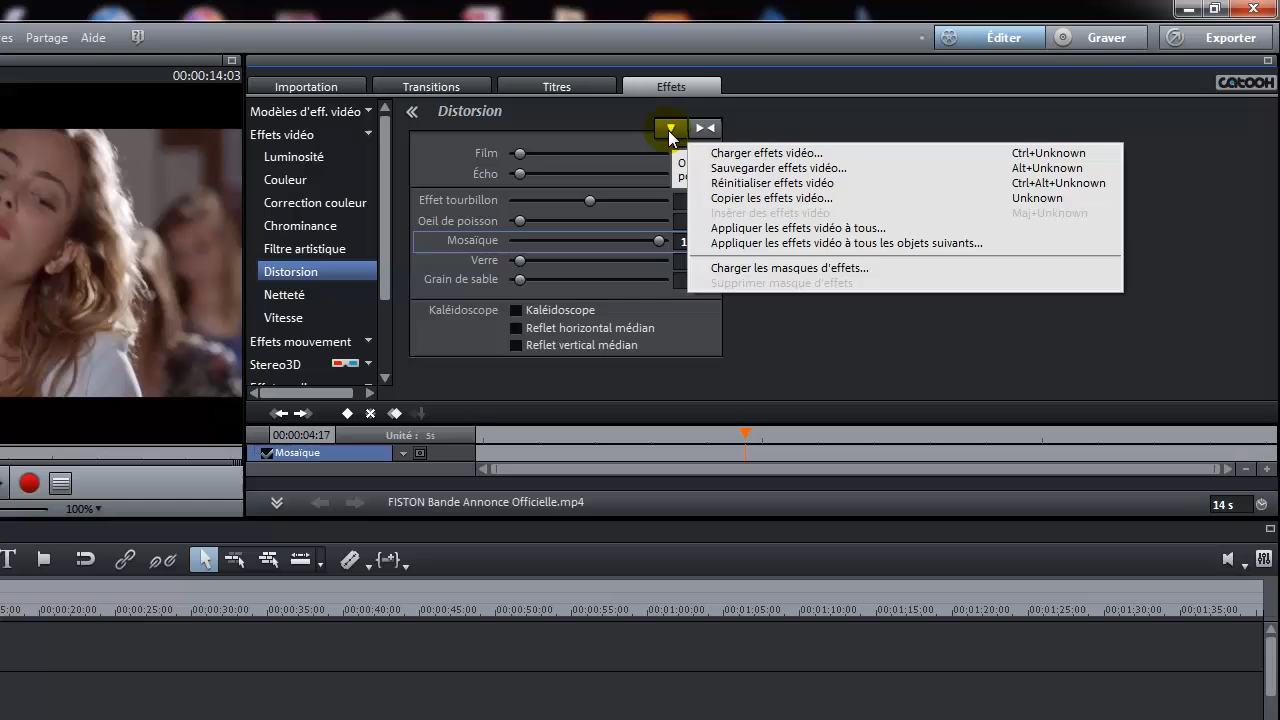 res Partage Aide
Éditer Graver Exporter
00:00:14:03
Importation Transitions Titres Effets catooh
Modèles d'eff. vidéo
Effets vidéo
Luminosité
Couleur
Correction couleur
Chrominance
Filtre artistique
Distorsion
Netteté
Vitesse
Effets mouvement
Stereo3D
Distorsion
Film
Écho
Effet tourbillon
Oeil de poisson
Mosaïque 1
Verre
Grain de sable
Kaléidoscope Kaléidoscope
Reflet horizontal médian
Reflet vertical médian
Charger effets vidéo... Ctrl+Unknown
Sauvegarder effets vidéo... Alt+Unknown
Réinitialiser effets vidéo Ctrl+Alt+Unknown
Copier les effets vidéo... Unknown
Insérer des effets vidéo Maj+Unknown
Appliquer les effets vidéo à tous...
Appliquer les effets vidéo à tous les objets suivants...
Charger les masques d'effets...
Supprimer masque d'effets
00:00:04:17 Unité : 5s
Mosaïque
100%
FISTON Bande Annonce Officielle.mp4 14 s
T
5:00 00:00:20:00 00:00:25:00 00:00:30:00 00:00:35:00 00:00:40:00 00:00:45:00 00:00:50:00 00:00:55:00 00:01:00:00 00:01:05:00 00:01:10:00 00:01:15:00 00:01:20:00 00:01:25:00 00:01:30:00 00:01:35:00